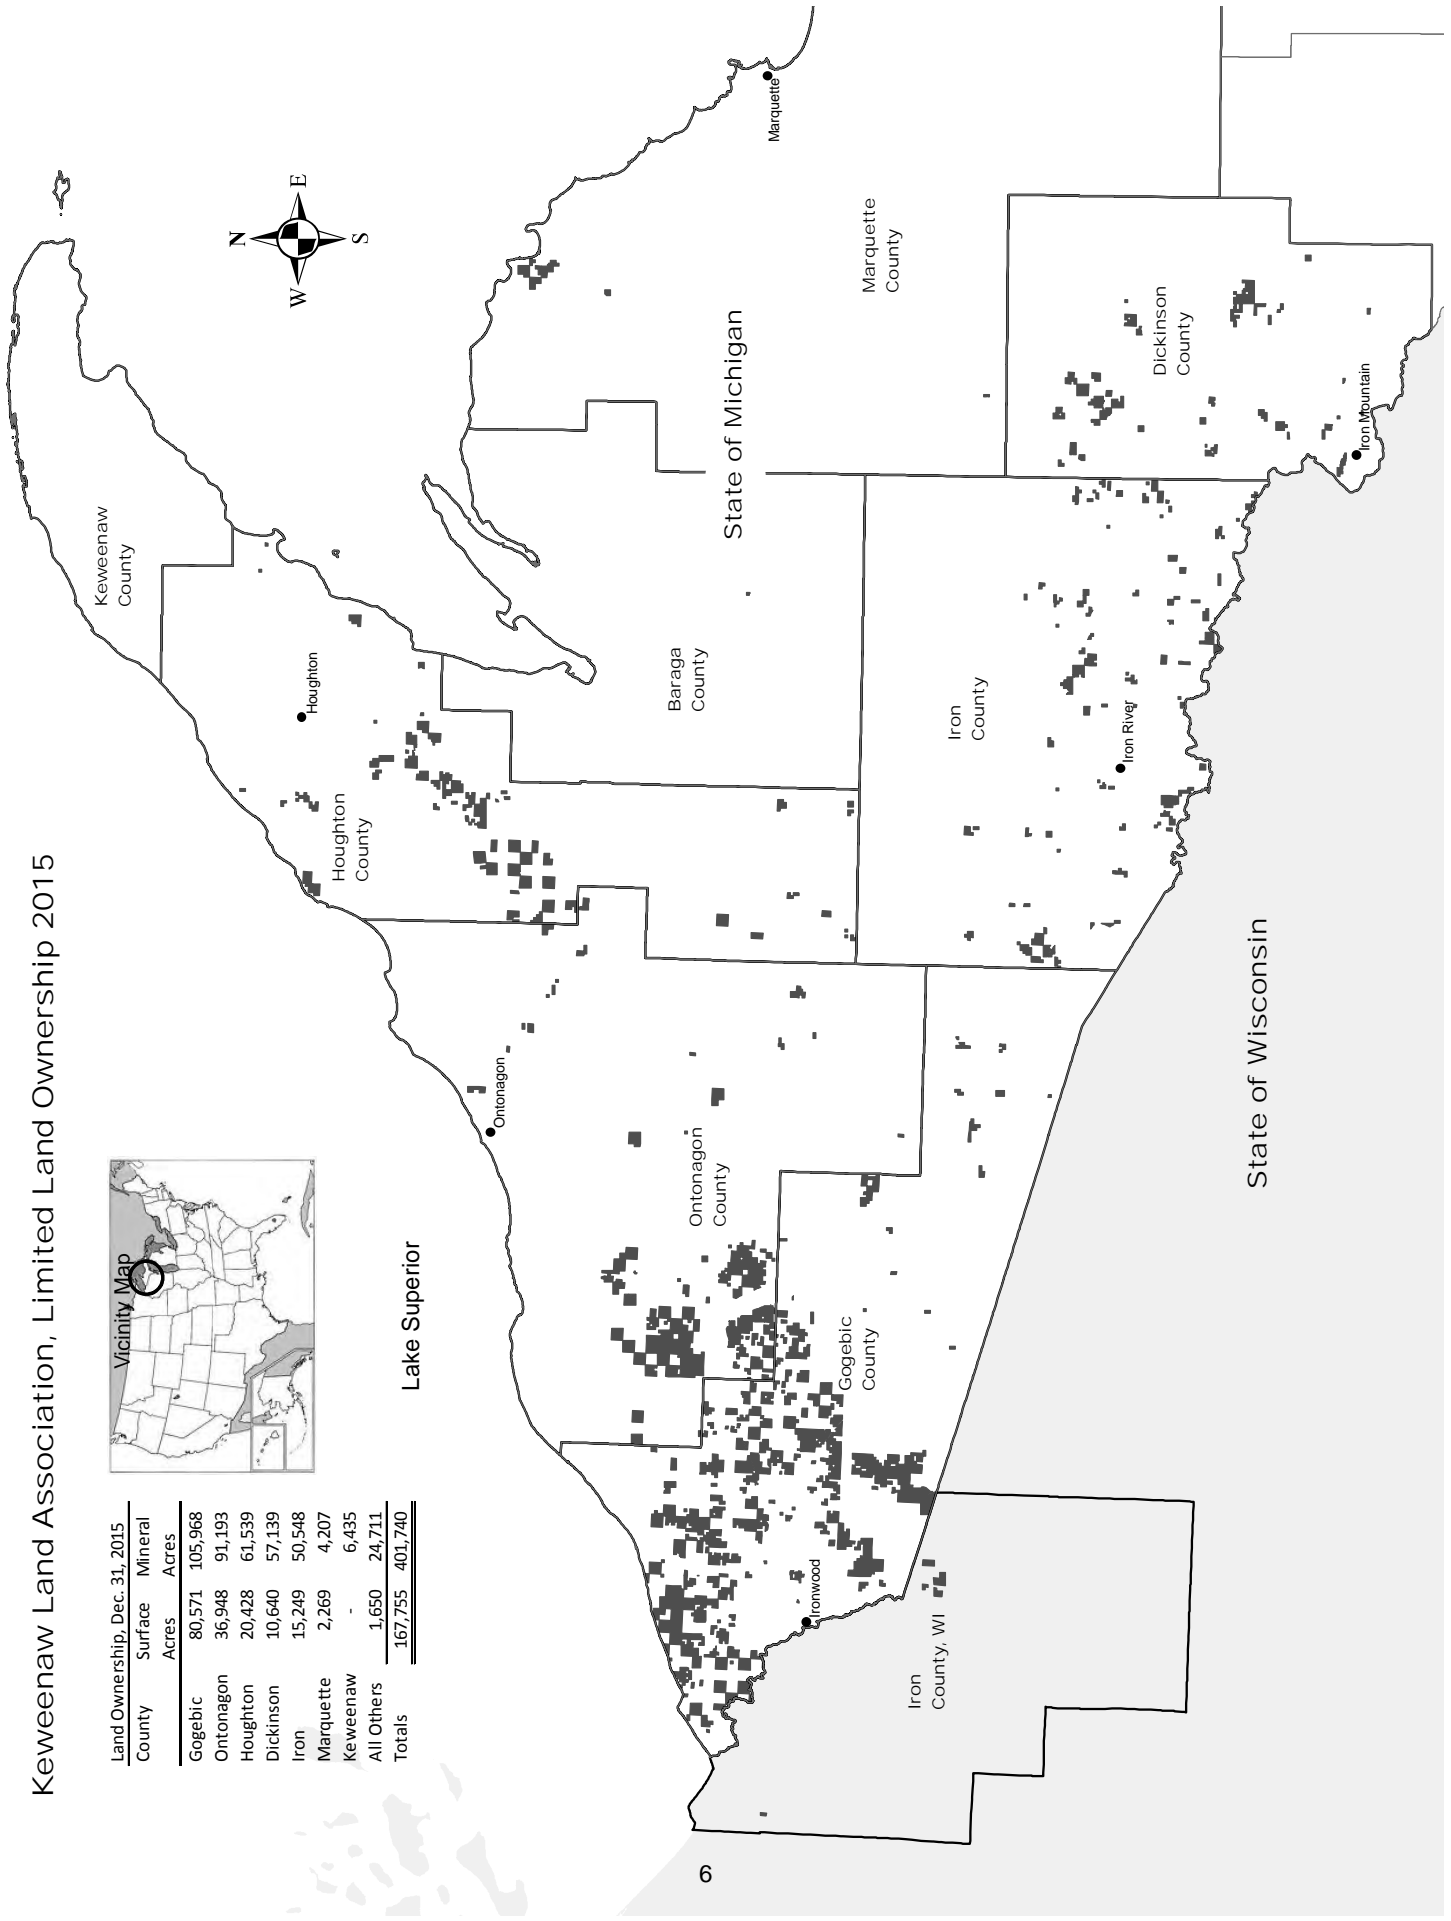 Keweenaw Land Association, Limited Land Ownership 2015
Land Ownership, Dec. 31, 2015
County Surface Mineral
Acres Acres
Gogebic 80,571 105,968
Ontonagon 36,948 91,193
Houghton 20,428 61,539
Dickinson 10,640 57,139
Iron 15,249 50,548
Marquette 2,269 4,207
Keweenaw - 6,435
All Others 1,650 24,711
Totals 167,755 401,740
Vicinity Map
Lake Superior
N
W
E
S
Keweenaw
County
Houghton
Houghton
County
Ontonagon
Ontonagon
County
Baraga
County
State of Michigan
Marquette
Marquette
County
Gogebic
County
Ironwood
Iron
County, WI
Iron
County
Iron River
Dickinson
County
Iron Mountain
State of Wisconsin
6